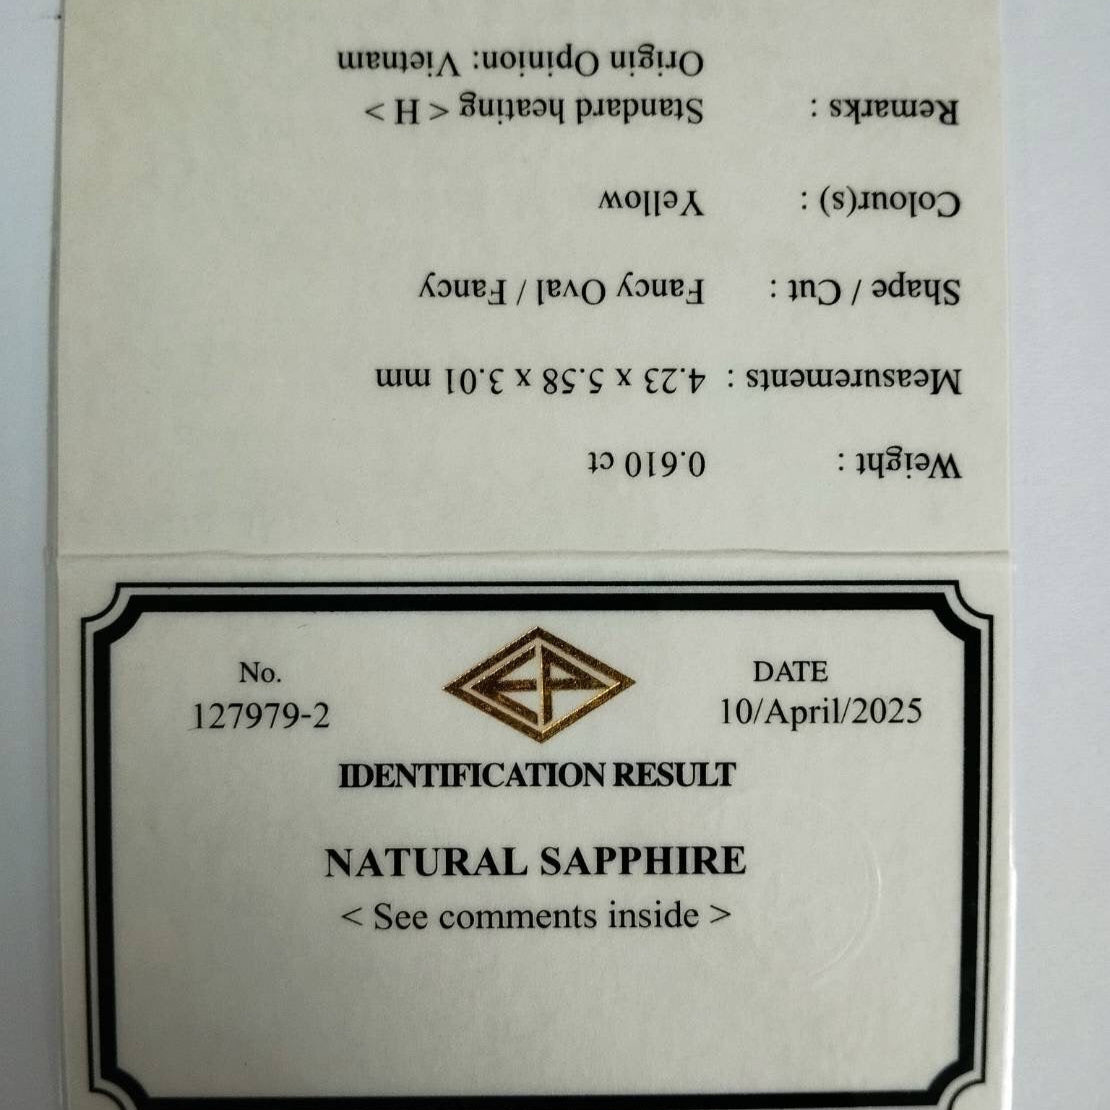 No.
127979-2
DATE
10/April/2025
IDENTIFICATION RESULT
NATURAL SAPPHIRE
< See comments inside >
Weight : 0.610 ct
Measurements : 4.23 x 5.58 x 3.01 mm
Shape / Cut : Fancy Oval / Fancy
Colour(s) : Yellow
Remarks : Standard heating < H >
Origin Opinion: Vietnam